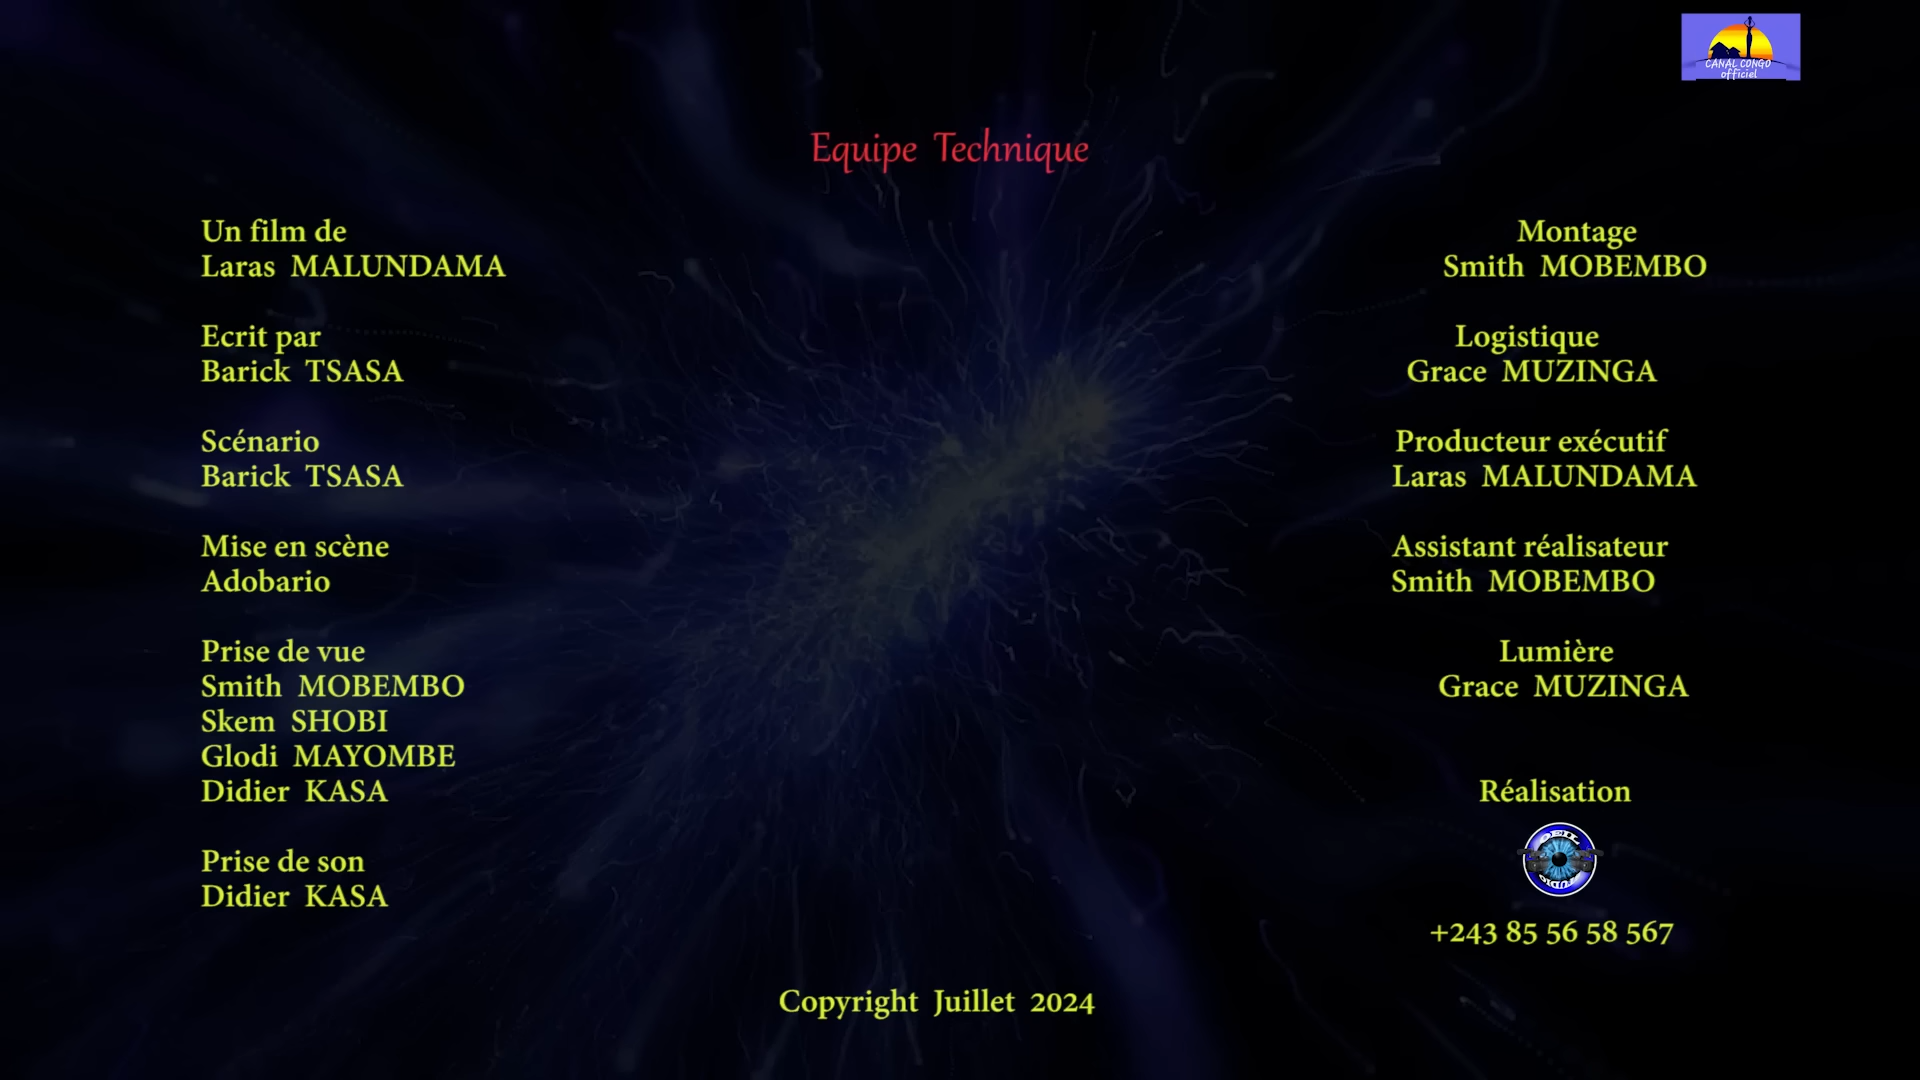 CANAL CONGO
officiel
Equipe Technique
Un film de
Laras MALUNDAMA
Ecrit par
Barick TSASA
Scénario
Barick TSASA
Mise en scène
Adobario
Prise de vue
Smith MOBEMBO
Skem SHOBI
Glodi MAYOMBE
Didier KASA
Prise de son
Didier KASA
Montage
Smith MOBEMBO
Logistique
Grace MUZINGA
Producteur exécutif
Laras MALUNDAMA
Assistant réalisateur
Smith MOBEMBO
Lumière
Grace MUZINGA
Réalisation
OEIL
STUDIO
+243 85 56 58 567
Copyright Juillet 2024